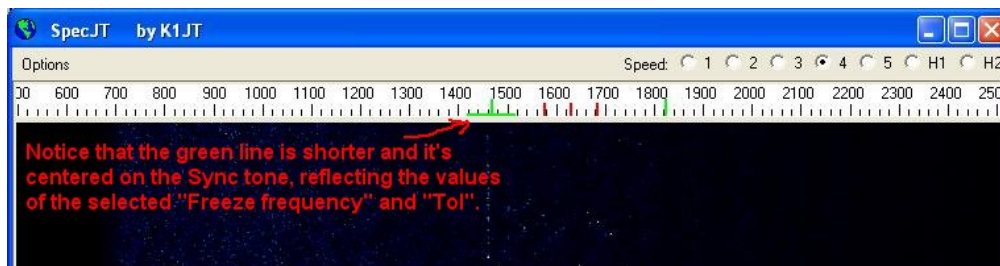 SpecJT by K1JT
Options Speed: 1 2 3 4 5 H1 H2
00 600 700 800 900 1000 1100 1200 1300 1400 1500 1600 1700 1800 1900 2000 2100 2200 2300 2400 250
Notice that the green line is shorter and it's
centered on the Sync tone, reflecting the values
of the selected "Freeze frequency" and "Tol".